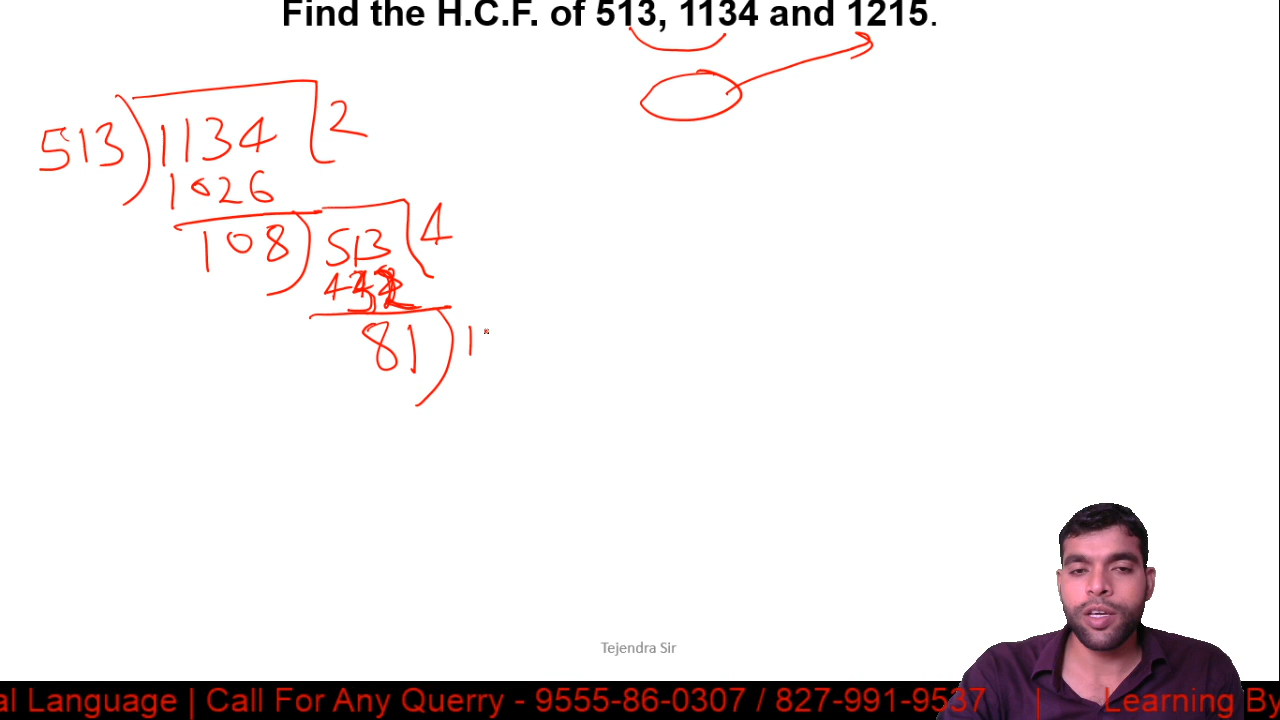 Find the H.C.F. of 513, 1134 and 1215.
513) 1134 (2
1026
108) 513 (4
432
81) 1
Tejendra Sir
al Language | Call For Any Querry - 9555-86-0307 / 827-991-9537 | Learning By